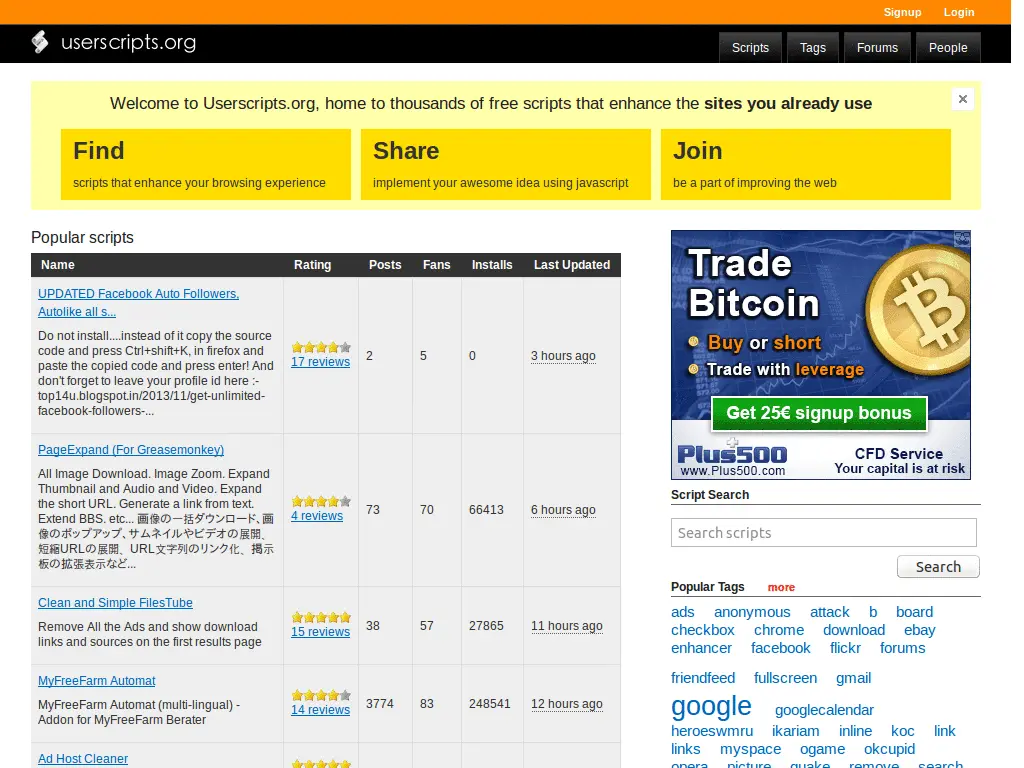 Signup Login
userscripts.org
Scripts Tags Forums People
Welcome to Userscripts.org, home to thousands of free scripts that enhance the sites you already use
Find
scripts that enhance your browsing experience
Share
implement your awesome idea using javascript
Join
be a part of improving the web
Popular scripts
Name Rating Posts Fans Installs Last Updated
UPDATED Facebook Auto Followers,
Autolike all s...
Do not install....instead of it copy the source
code and press Ctrl+shift+K, in firefox and
paste the copied code and press enter! And
don't forget to leave your profile id here :-
top14u.blogspot.in/2013/11/get-unlimited-
facebook-followers-...
17 reviews
2
5
0
3 hours ago
PageExpand (For Greasemonkey)
All Image Download. Image Zoom. Expand
Thumbnail and Audio and Video. Expand
the short URL. Generate a link from text.
Extend BBS. etc... 画像の一括ダウンロード、画
像のポップアップ、サムネイルやビデオの展開、
短縮URLの展開、URL文字列のリンク化、掲示
板の拡張表示など...
4 reviews
73
70
66413
6 hours ago
Clean and Simple FilesTube
Remove All the Ads and show download
links and sources on the first results page
15 reviews
38
57
27865
11 hours ago
MyFreeFarm Automat
MyFreeFarm Automat (multi-lingual) -
Addon for MyFreeFarm Berater
14 reviews
3774
83
248541
12 hours ago
Ad Host Cleaner
Trade
Bitcoin
Buy or short
Trade with leverage
Get 25€ signup bonus
Plus500
www.Plus500.com
CFD Service
Your capital is at risk
Script Search
Search scripts
Search
Popular Tags more
ads anonymous attack b board
checkbox chrome download ebay
enhancer facebook flickr forums
friendfeed fullscreen gmail
google googlecalendar
heroeswmru ikariam inline koc link
links myspace ogame okcupid
opera picture quake remove search